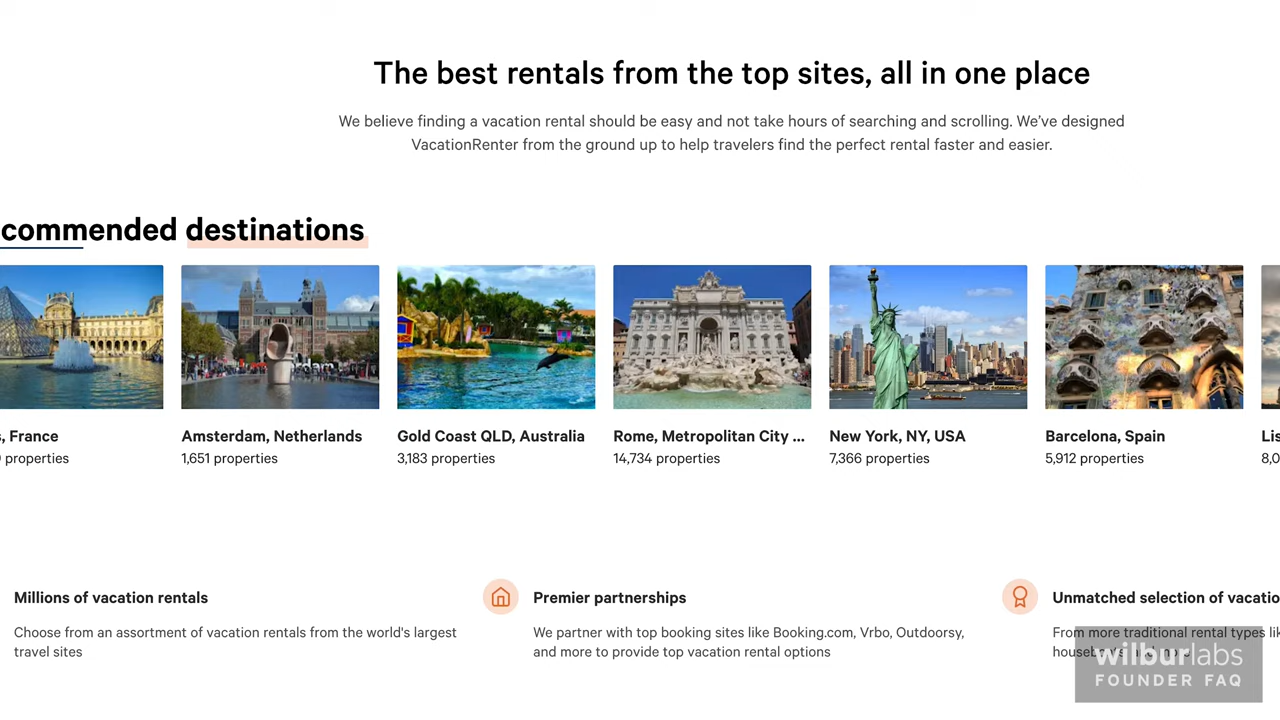 The best rentals from the top sites, all in one place
We believe finding a vacation rental should be easy and not take hours of searching and scrolling. We've designed
VacationRenter from the ground up to help travelers find the perfect rental faster and easier.
commended destinations
, France
properties
Amsterdam, Netherlands
1,651 properties
Gold Coast QLD, Australia
3,183 properties
Rome, Metropolitan City ...
14,734 properties
New York, NY, USA
7,366 properties
Barcelona, Spain
5,912 properties
Lis
8,0
Millions of vacation rentals
Choose from an assortment of vacation rentals from the world's largest
travel sites
Premier partnerships
We partner with top booking sites like Booking.com, Vrbo, Outdoorsy,
and more to provide top vacation rental options
Unmatched selection of vacatio
From more traditional rental types lik
wilburlabs
FOUNDER FAQ